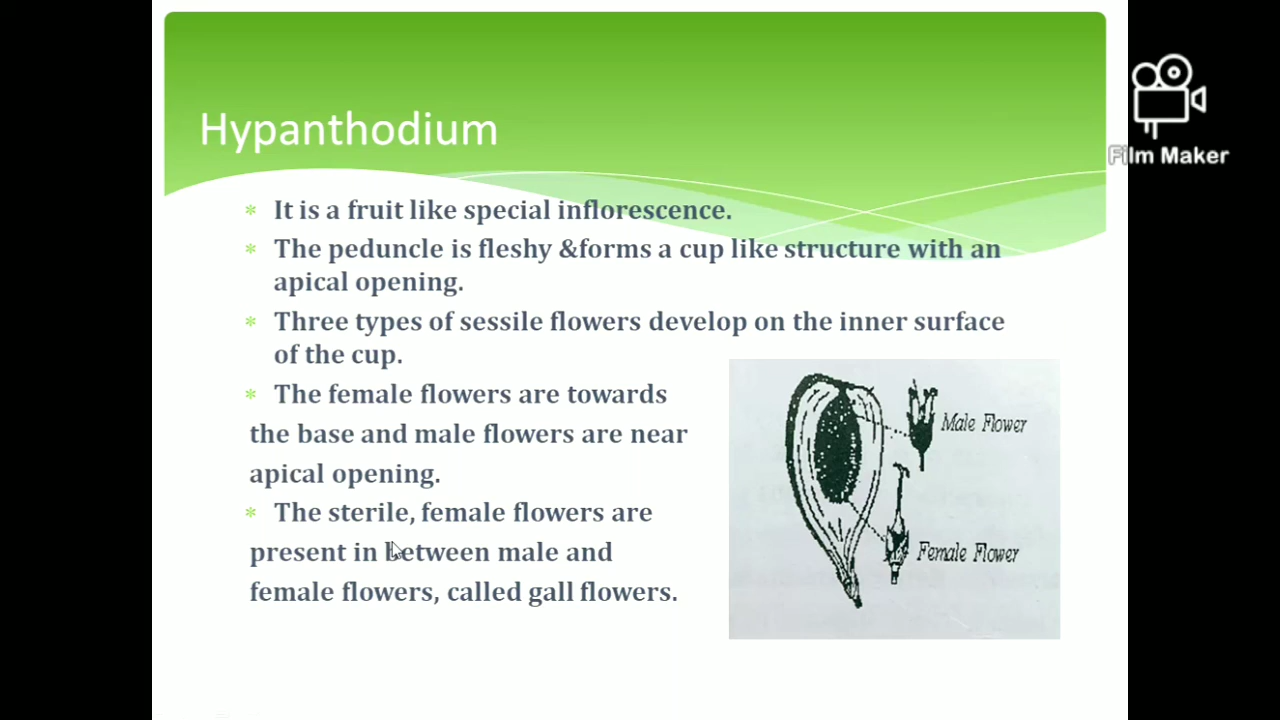 Hypanthodium
Film Maker
* It is a fruit like special inflorescence.
* The peduncle is fleshy &forms a cup like structure with an
apical opening.
* Three types of sessile flowers develop on the inner surface
of the cup.
* The female flowers are towards
the base and male flowers are near
apical opening.
* The sterile, female flowers are
present in between male and
female flowers, called gall flowers.
Male Flower
Female Flower